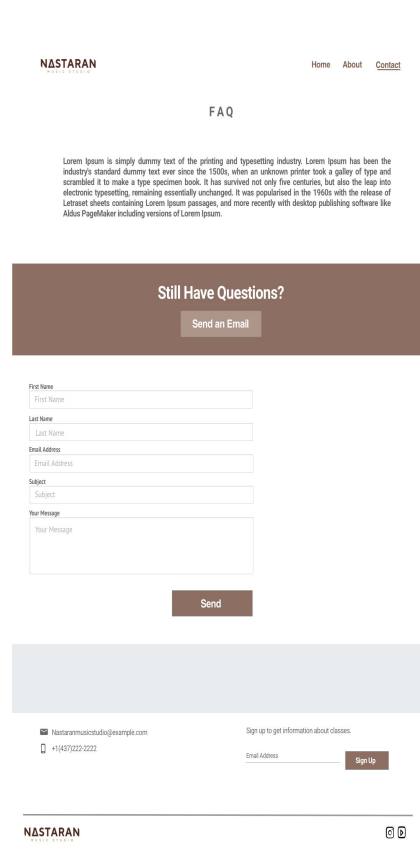 NASTARAN
MUSIC STUDIO
Home About Contact
FAQ
Lorem Ipsum is simply dummy text of the printing and typesetting industry. Lorem Ipsum has been the
industry's standard dummy text ever since the 1500s, when an unknown printer took a galley of type and
scrambled it to make a type specimen book. It has survived not only five centuries, but also the leap into
electronic typesetting, remaining essentially unchanged. It was popularised in the 1960s with the release of
Letraset sheets containing Lorem Ipsum passages, and more recently with desktop publishing software like
Aldus PageMaker including versions of Lorem Ipsum.
Still Have Questions?
Send an Email
First Name
First Name
Last Name
Last Name
Email Address
Email Address
Subject
Subject
Your Message
Your Message
Send
Nastaranmusicstudio@example.com
+1(437)222-2222
Sign up to get information about classes.
Email Address
Sign Up
NASTARAN
MUSIC STUDIO